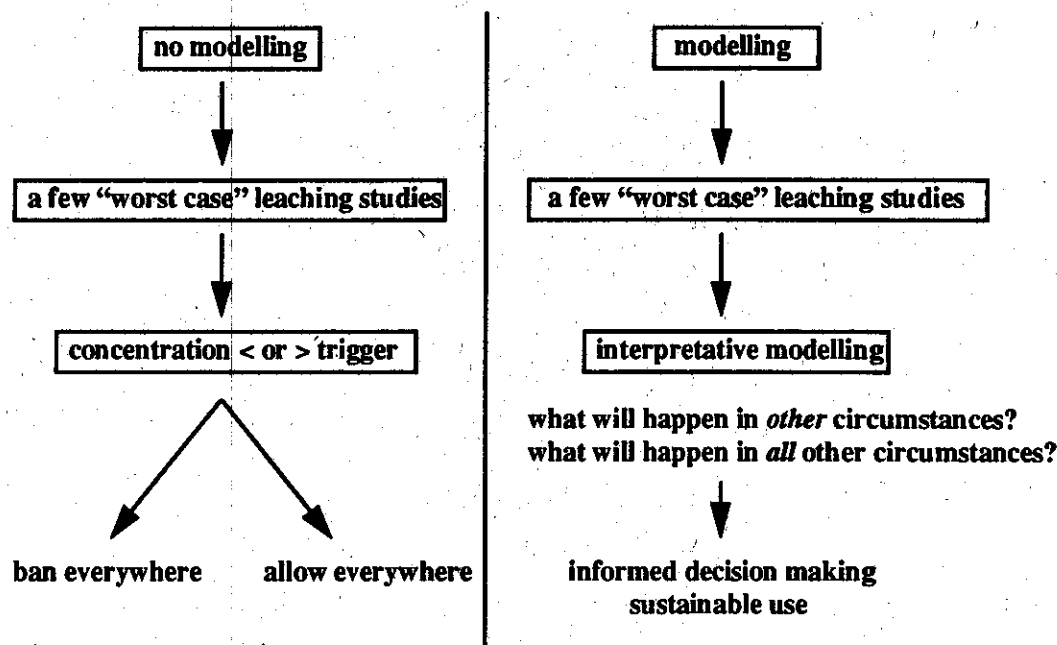 no modelling
a few “worst case” leaching studies
concentration < or > trigger
ban everywhere
allow everywhere
modelling
a few “worst case” leaching studies
interpretative modelling
what will happen in other circumstances?
what will happen in all other circumstances?
informed decision making
sustainable use